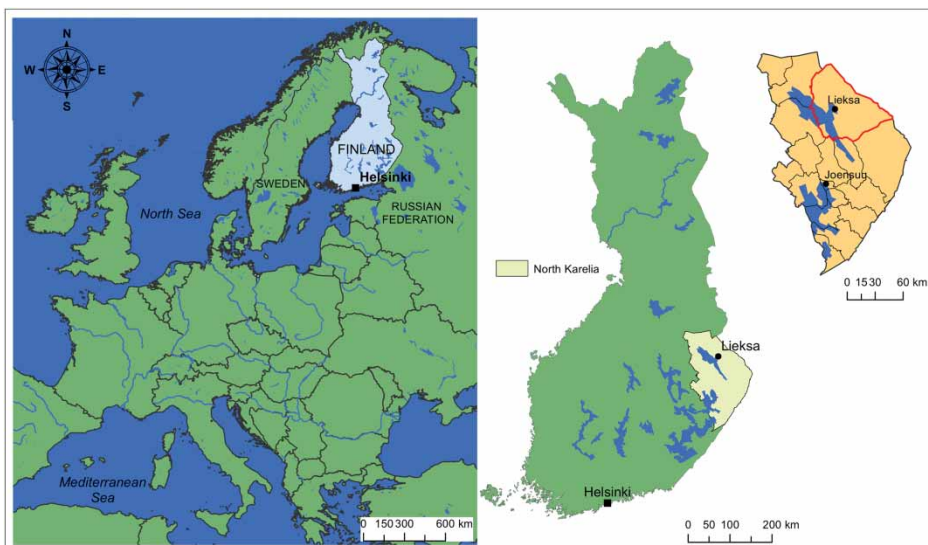 N
W E
S
FINLAND
Helsinki
SWEDEN
RUSSIAN
FEDERATION
North Sea
Mediterranean
Sea
0 150 300 600 km
North Karelia
Lieksa
Helsinki
0 50 100 200 km
Lieksa
Joensuu
0 15 30 60 km